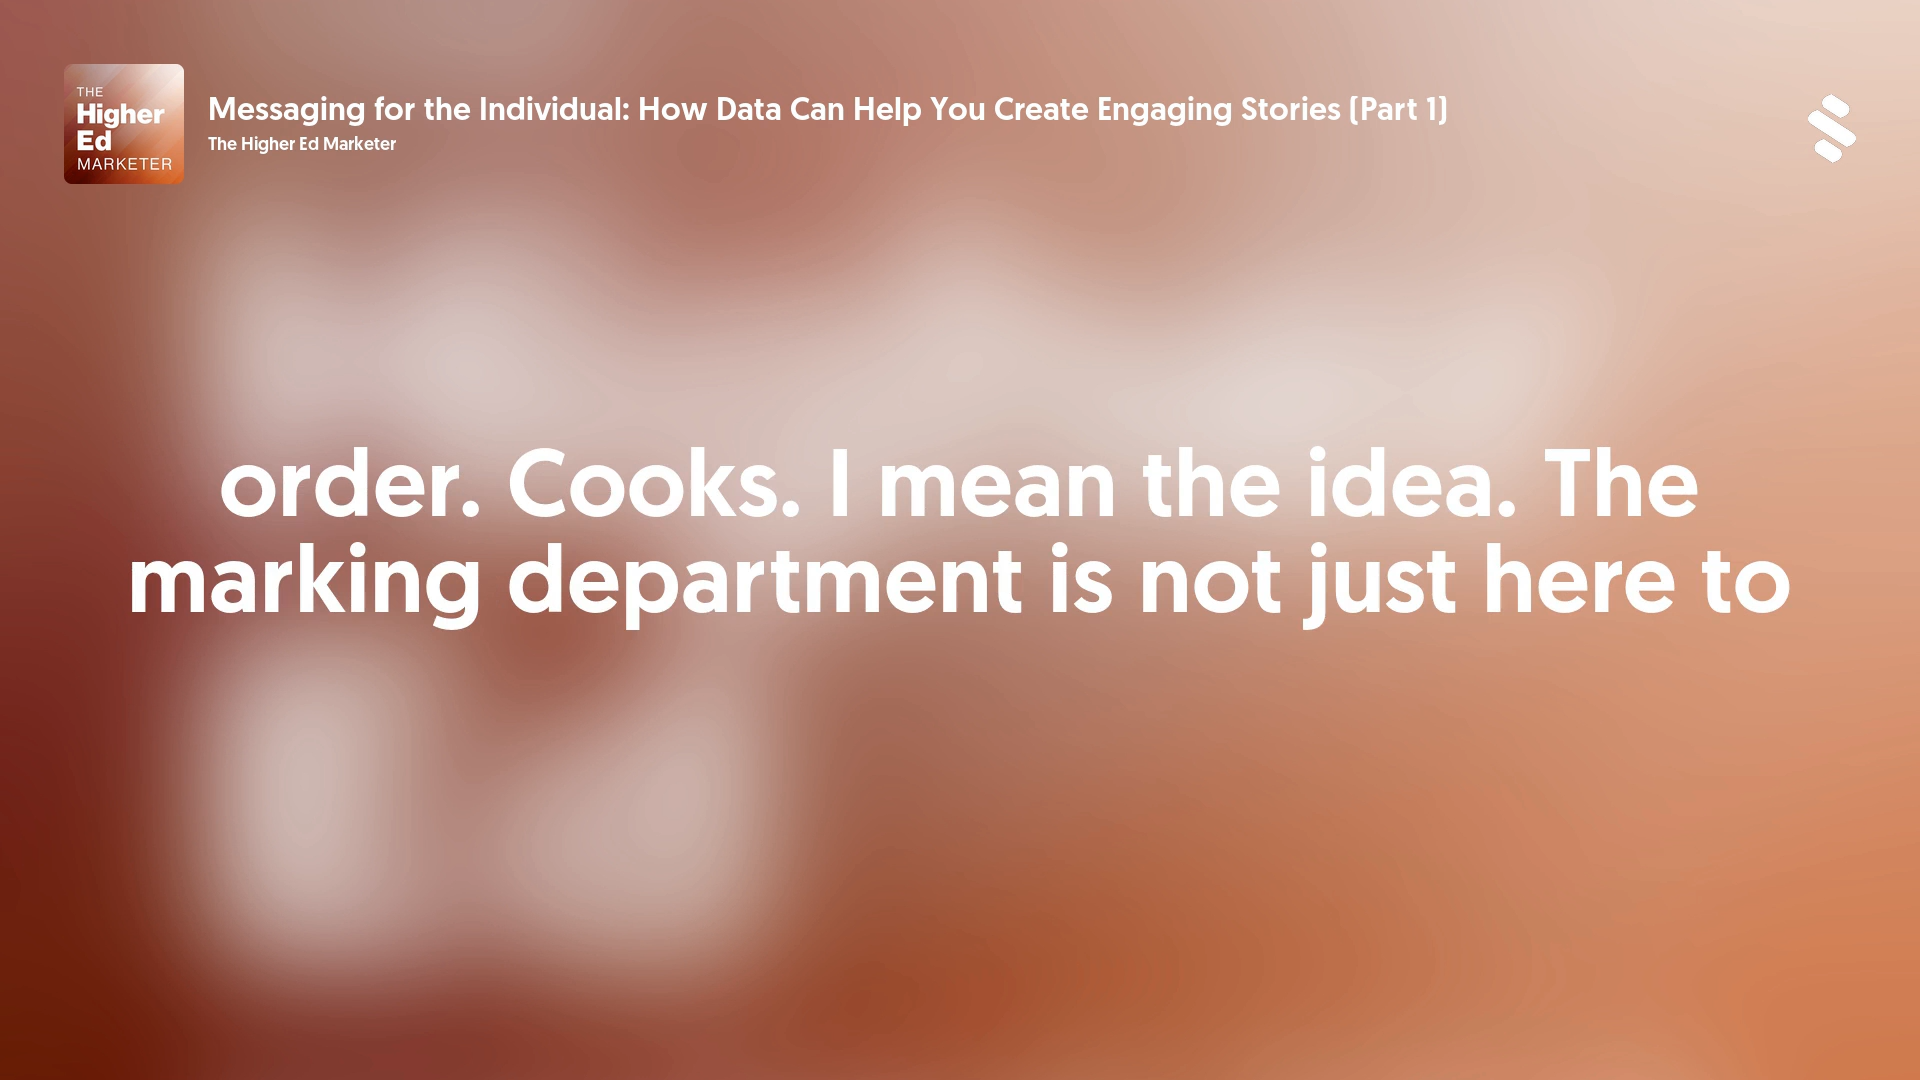 THE
Higher
Ed
MARKETER
Messaging for the Individual: How Data Can Help You Create Engaging Stories (Part 1)
The Higher Ed Marketer
order. Cooks. I mean the idea. The
marking department is not just here to